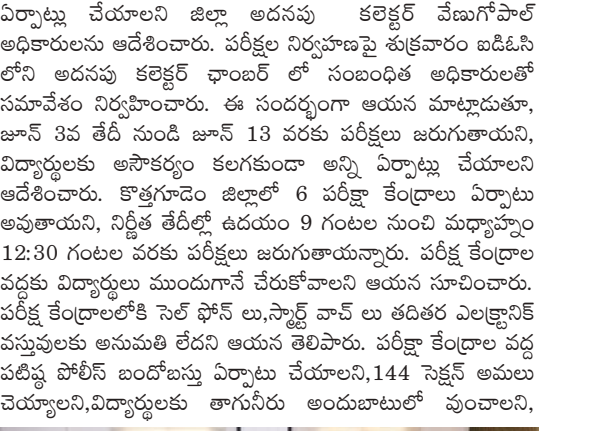 ఏర్పాట్లు చేయాలని జిల్లా అదనపు కలెక్టర్ వేణుగోపాల్
అధికారులను ఆదేశించారు. పరీక్షల నిర్వహణపై శుక్రవారం ఐడిఓసి
లోని అదనపు కలెక్టర్ ఛాంబర్ లో సంబంధిత అధికారులతో
సమావేశం నిర్వహించారు. ఈ సందర్భంగా ఆయన మాట్లాడుతూ,
జూన్ 3వ తేదీ నుండి జూన్ 13 వరకు పరీక్షలు జరుగుతాయని,
విద్యార్థులకు అసౌకర్యం కలగకుండా అన్ని ఏర్పాట్లు చేయాలని
ఆదేశించారు. కొత్తగూడెం జిల్లాలో 6 పరీక్షా కేంద్రాలు ఏర్పాటు
అవుతాయని, నిర్ణీత తేదీల్లో ఉదయం 9 గంటల నుంచి మధ్యాహ్నం
12:30 గంటల వరకు పరీక్షలు జరుగుతాయన్నారు. పరీక్ష కేంద్రాల
వద్దకు విద్యార్థులు ముందుగానే చేరుకోవాలని ఆయన సూచించారు.
పరీక్ష కేంద్రాలలోకి సెల్ ఫోన్ లు,స్మార్ట్ వాచ్ లు తదితర ఎలక్ట్రానిక్
వస్తువులకు అనుమతి లేదని ఆయన తెలిపారు. పరీక్షా కేంద్రాల వద్ద
పటిష్ఠ పోలీస్ బందోబస్తు ఏర్పాటు చేయాలని,144 సెక్షన్ అమలు
చెయ్యాలని,విద్యార్థులకు తాగునీరు అందుబాటులో వుంచాలని,